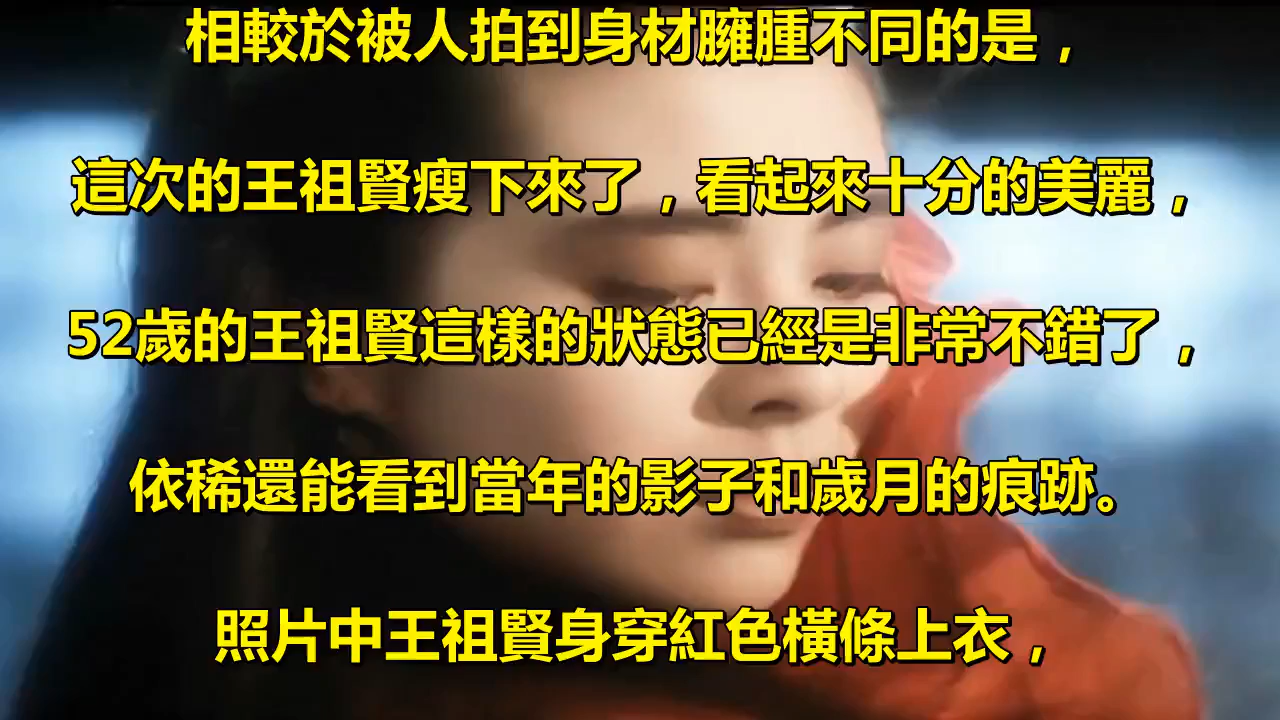 相較於被人拍到身材臃腫不同的是，
這次的王祖賢瘦下來了，看起來十分的美麗，
52歲的王祖賢這樣的狀態已經是非常不錯了，
依稀還能看到當年的影子和歲月的痕跡。
照片中王祖賢身穿紅色橫條上衣，